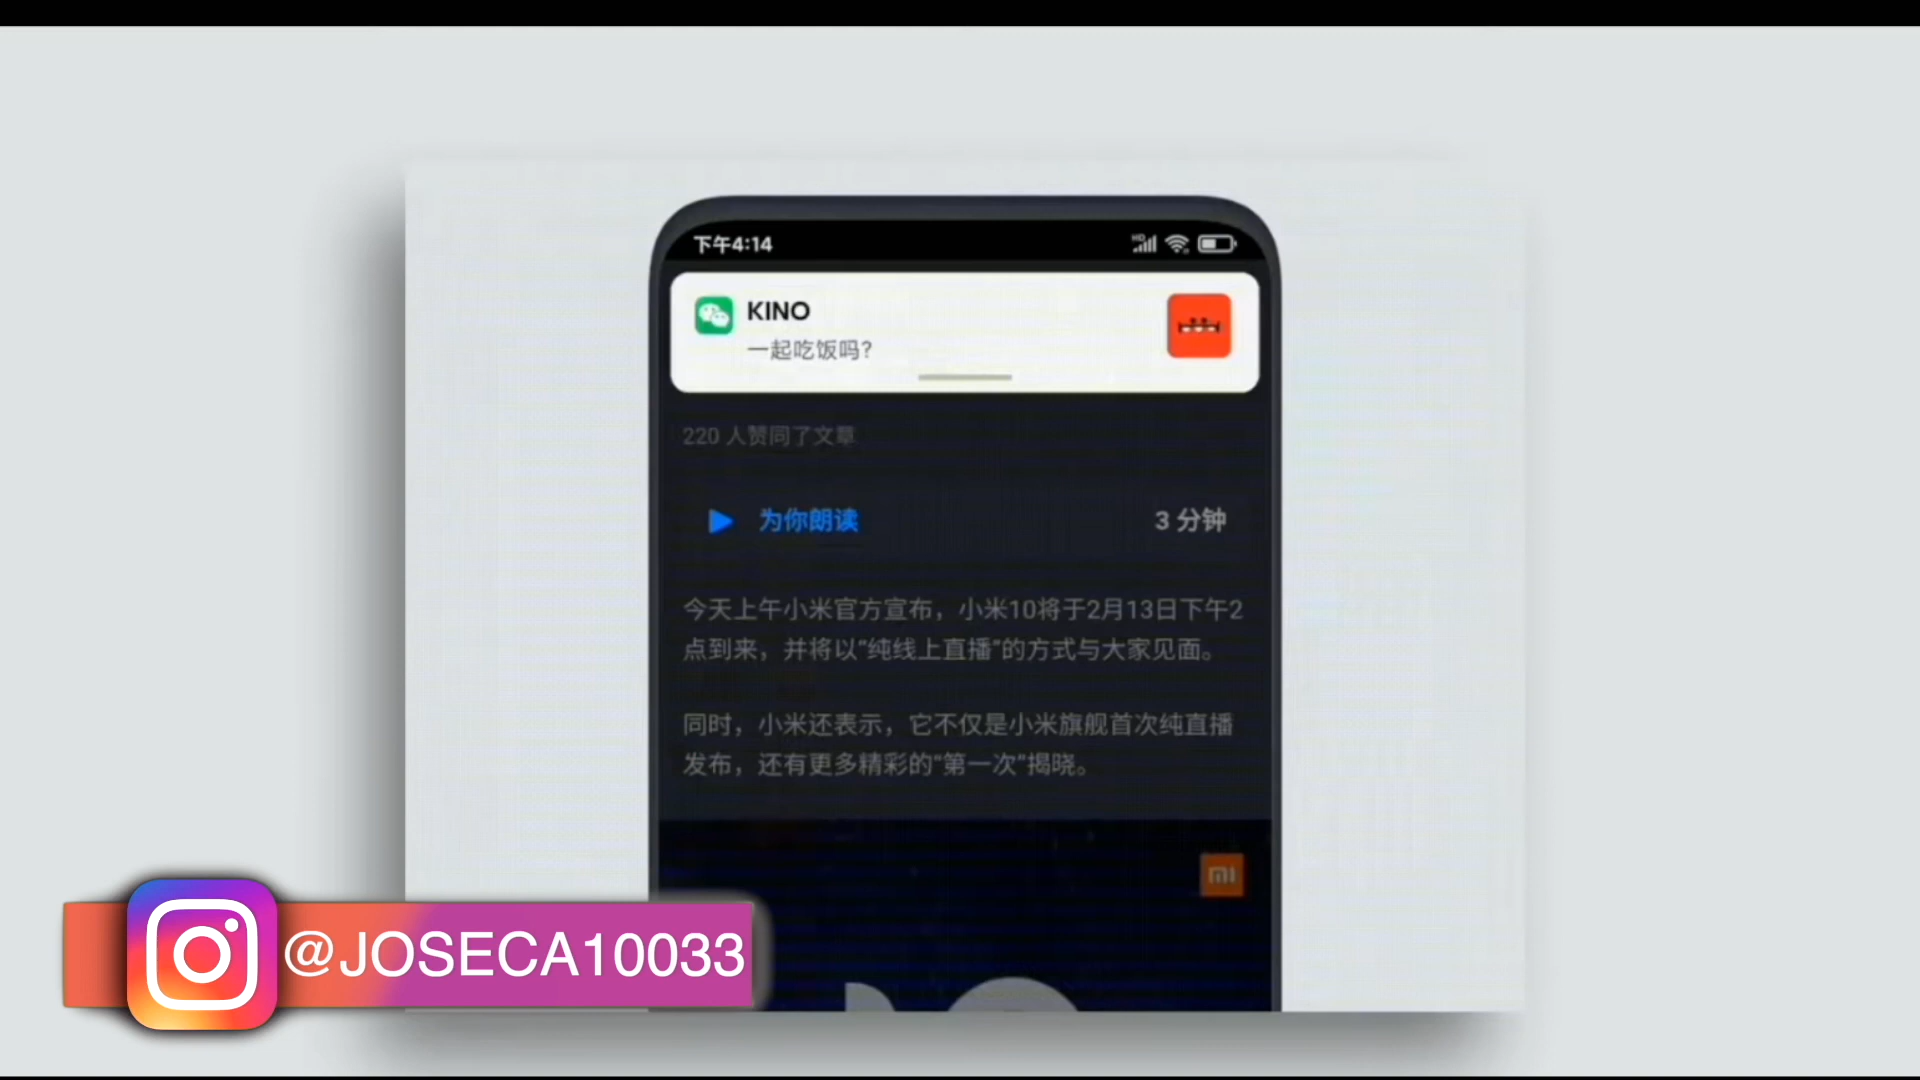 下午4:14
KINO
一起吃饭吗?
220 人赞同了文章
为你朗读
3 分钟
今天上午小米官方宣布，小米10将于2月13日下午2
点到来，并将以“纯线上直播”的方式与大家见面。
同时，小米还表示，它不仅是小米旗舰首次纯直播
发布，还有更多精彩的“第一次”揭晓。
mi
@JOSECA10033